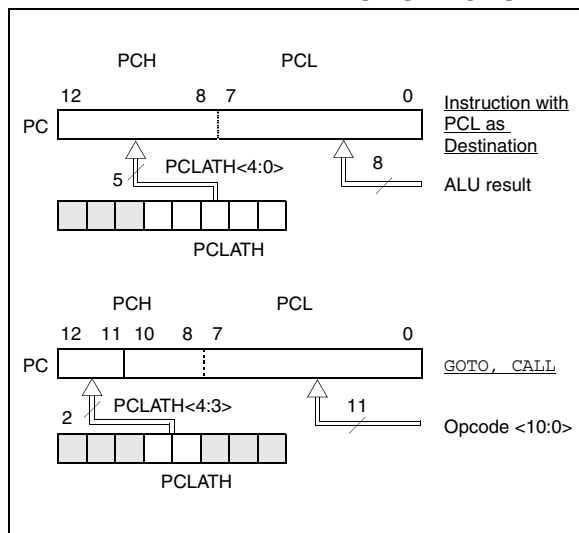 PCH PCL
12 8 7 0
Instruction with
PCL as
Destination
PC
PCLATH<4:0>
5
8
ALU result
PCLATH
PCH PCL
12 11 10 8 7 0
PC
GOTO, CALL
PCLATH<4:3>
2
11
Opcode <10:0>
PCLATH